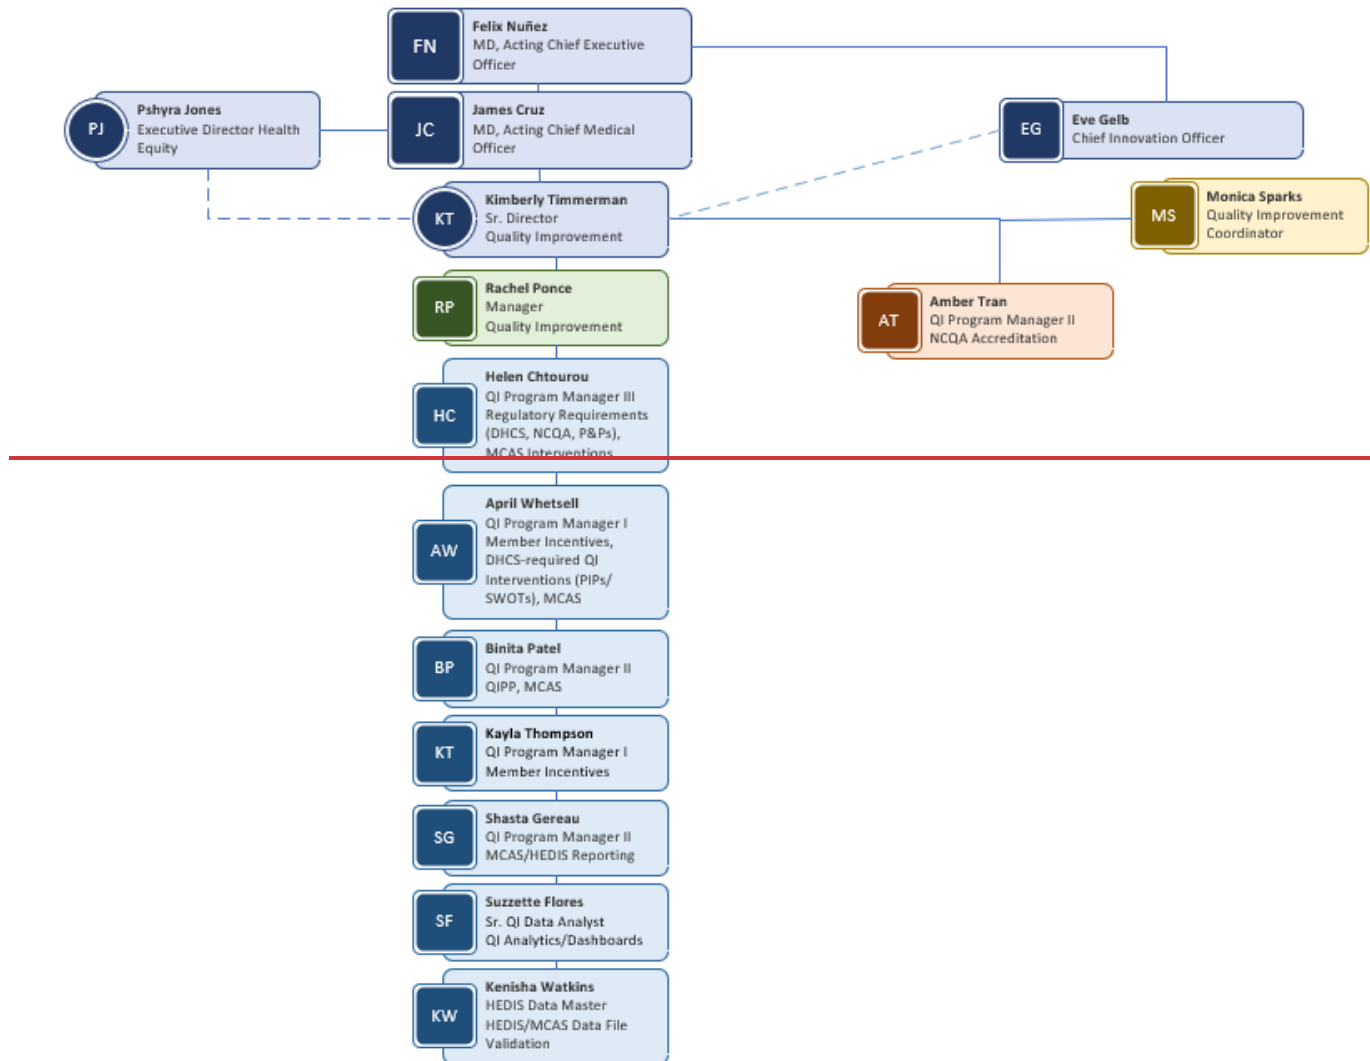 FN
Felix Nuñez
MD, Acting Chief Executive
Officer
PJ
Pshyra Jones
Executive Director Health
Equity
JC
James Cruz
MD, Acting Chief Medical
Officer
EG
Eve Gelb
Chief Innovation Officer
KT
Kimberly Timmerman
Sr. Director
Quality Improvement
MS
Monica Sparks
Quality Improvement
Coordinator
RP
Rachel Ponce
Manager
Quality Improvement
AT
Amber Tran
QI Program Manager II
NCQA Accreditation
HC
Helen Chtourou
QI Program Manager III
Regulatory Requirements
(DHCS, NCQA, P&Ps),
MCAS Interventions
AW
April Whetsell
QI Program Manager I
Member Incentives,
DHCS-required QI
Interventions (PIPs/
SWOTs), MCAS
BP
Binita Patel
QI Program Manager II
QIPP, MCAS
KT
Kayla Thompson
QI Program Manager I
Member Incentives
SG
Shasta Gereau
QI Program Manager II
MCAS/HEDIS Reporting
SF
Suzzette Flores
Sr. QI Data Analyst
QI Analytics/Dashboards
KW
Kenisha Watkins
HEDIS Data Master
HEDIS/MCAS Data File
Validation